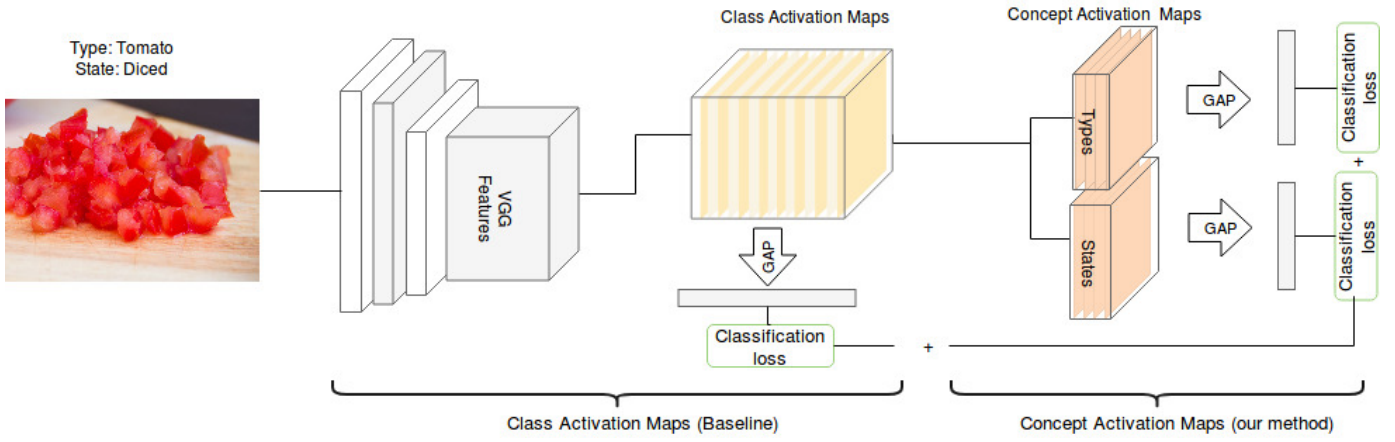 Type: Tomato
State: Diced
VGG
Features
Class Activation Maps
GAP
Classification
loss
+
Concept Activation Maps
Types
States
GAP
GAP
Classification
loss
+
Classification
loss
Class Activation Maps (Baseline)
Concept Activation Maps (our method)